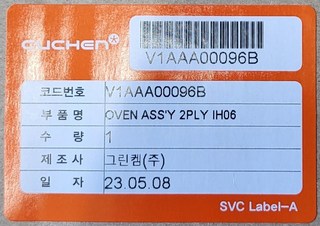 CUCHEN
V1AAA00096B
코드번호 V1AAA00096B
부 품 명 OVEN ASS'Y 2PLY IH06
수 량 1
제 조 사 그린켐(주)
일 자 23.05.08
SVC Label-A